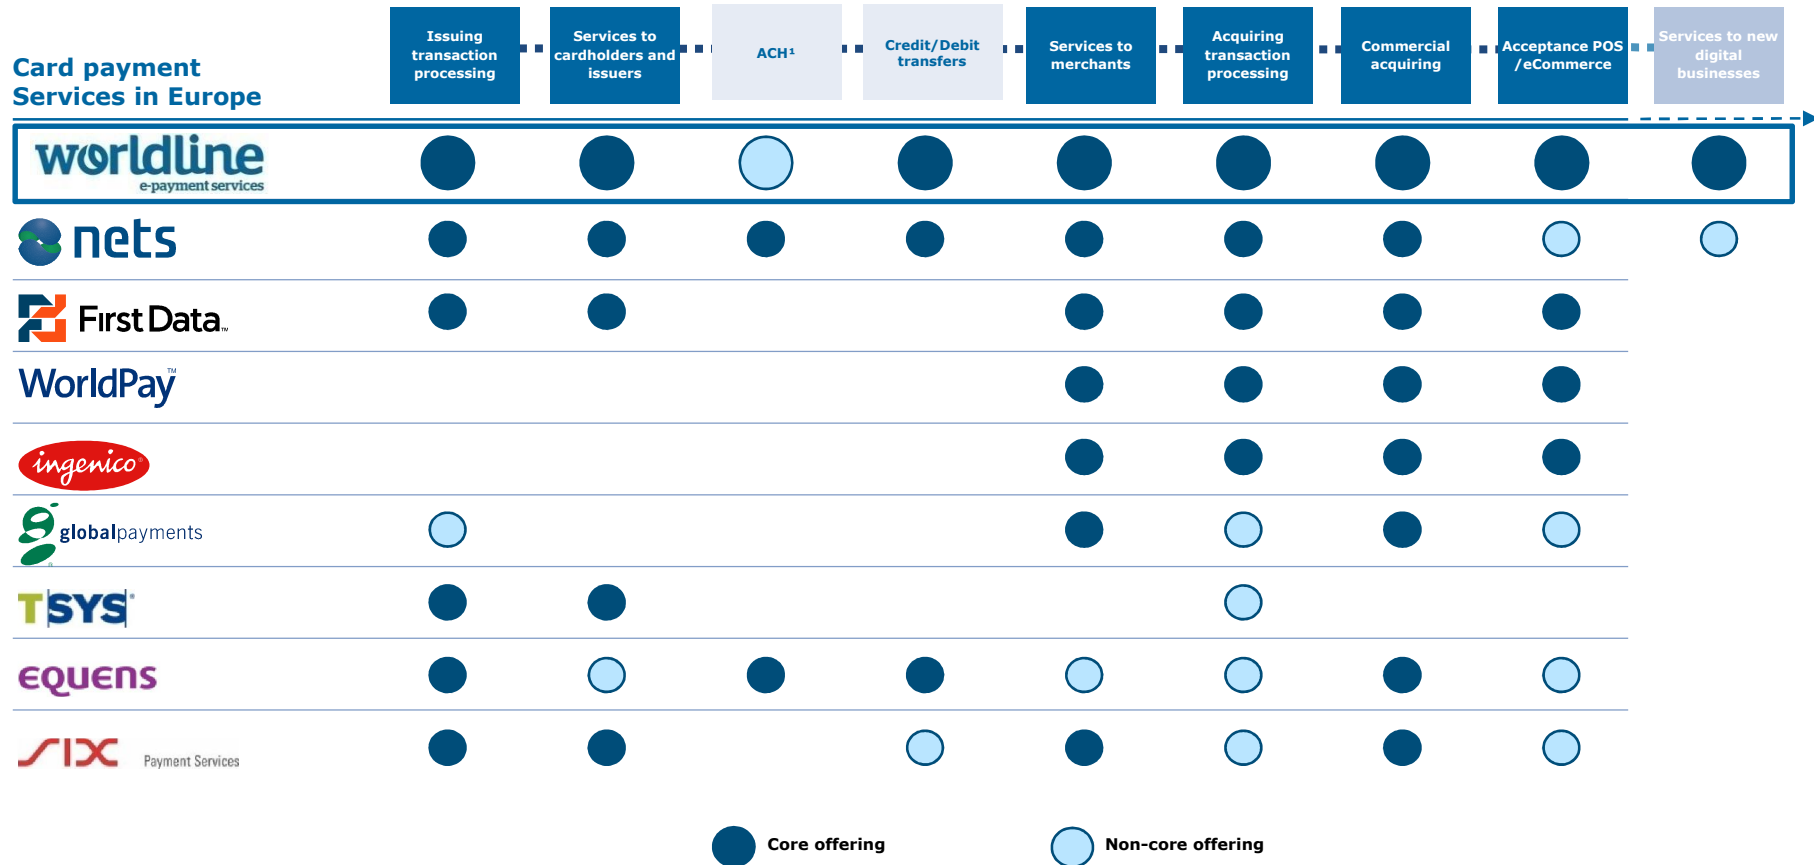 Issuing
transaction
processing
Services to
cardholders and
issuers
ACH¹
Credit/Debit
transfers
Services to
merchants
Acquiring
transaction
processing
Commercial
acquiring
Acceptance POS
/eCommerce
Services to new
digital
businesses
Card payment
Services in Europe
worldline
e-payment services
nets
First Data™
WorldPay™
ingenico®
globalpayments®
TSYS®
EQUENS
SIX Payment Services
Core offering
Non-core offering